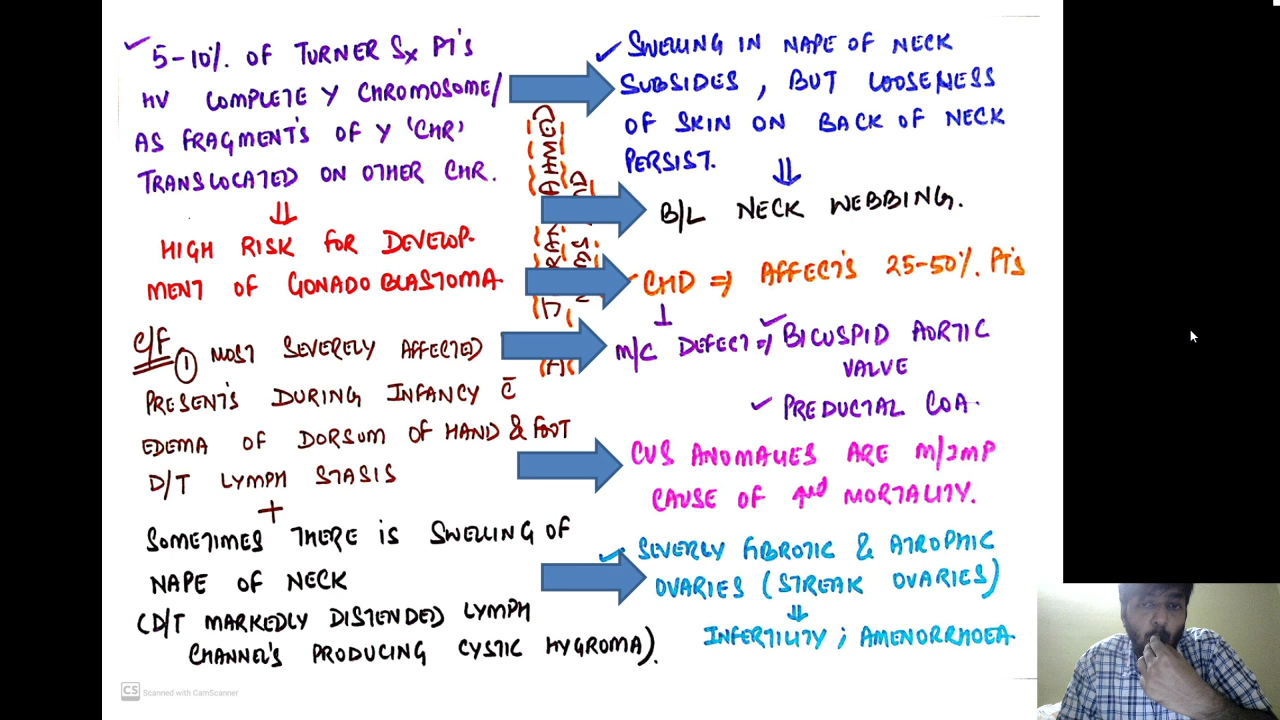 5-10%. OF TURNER Sx PT's
HV COMPLETE Y CHROMOSOME/
AS FRAGMENT'S OF Y 'CHR'
TRANSLOCATED ON OTHER CHR.
⇓
HIGH RISK FOR DEVELOP-
MENT OF GONADOBLASTOMA
C/F ① MOST SEVERELY AFFECTED
PRESENT'S DURING INFANCY C̄
EDEMA OF DORSUM OF HAND & FOOT
D/T LYMPH STASIS
+
SOMETIMES THERE IS SWELLING OF
NAPE OF NECK
(D/T MARKEDLY DISTENDED LYMPH
CHANNEL'S PRODUCING CYSTIC HYGROMA).
SWELLING IN NAPE OF NECK
SUBSIDES, BUT LOOSENESS
OF SKIN ON BACK OF NECK
PERSIST.
⇓
B/L NECK WEBBING.
CHD ⇒ AFFECT'S 25-50%. PT's
M/C DEFECT ⇒ BICUSPID AORTIC
VALVE
PREDUCTAL COA.
CVS ANOMALIES ARE M/IMP
CAUSE OF MORTALITY.
SEVERLY FIBROTIC & ATROPHIC
OVARIES (STREAK OVARIES)
⇓
INFERTILITY ; AMENORRHOEA.
CS Scanned with CamScanner